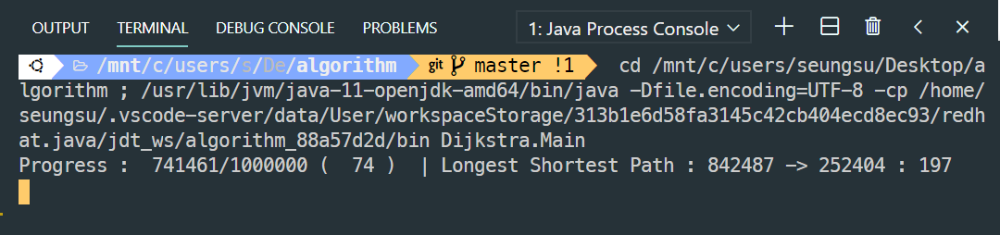 OUTPUT TERMINAL DEBUG CONSOLE PROBLEMS 1: Java Process Console
/mnt/c/users/s/De/algorithm git master !1 cd /mnt/c/users/seungsu/Desktop/a
lgorithm ; /usr/lib/jvm/java-11-openjdk-amd64/bin/java -Dfile.encoding=UTF-8 -cp /home/
seungsu/.vscode-server/data/User/workspaceStorage/313b1e6d58fa3145c42cb404ecd8ec93/redh
at.java/jdt_ws/algorithm_88a57d2d/bin Dijkstra.Main
Progress :  741461/1000000 (  74 )  | Longest Shortest Path : 842487 -> 252404 : 197